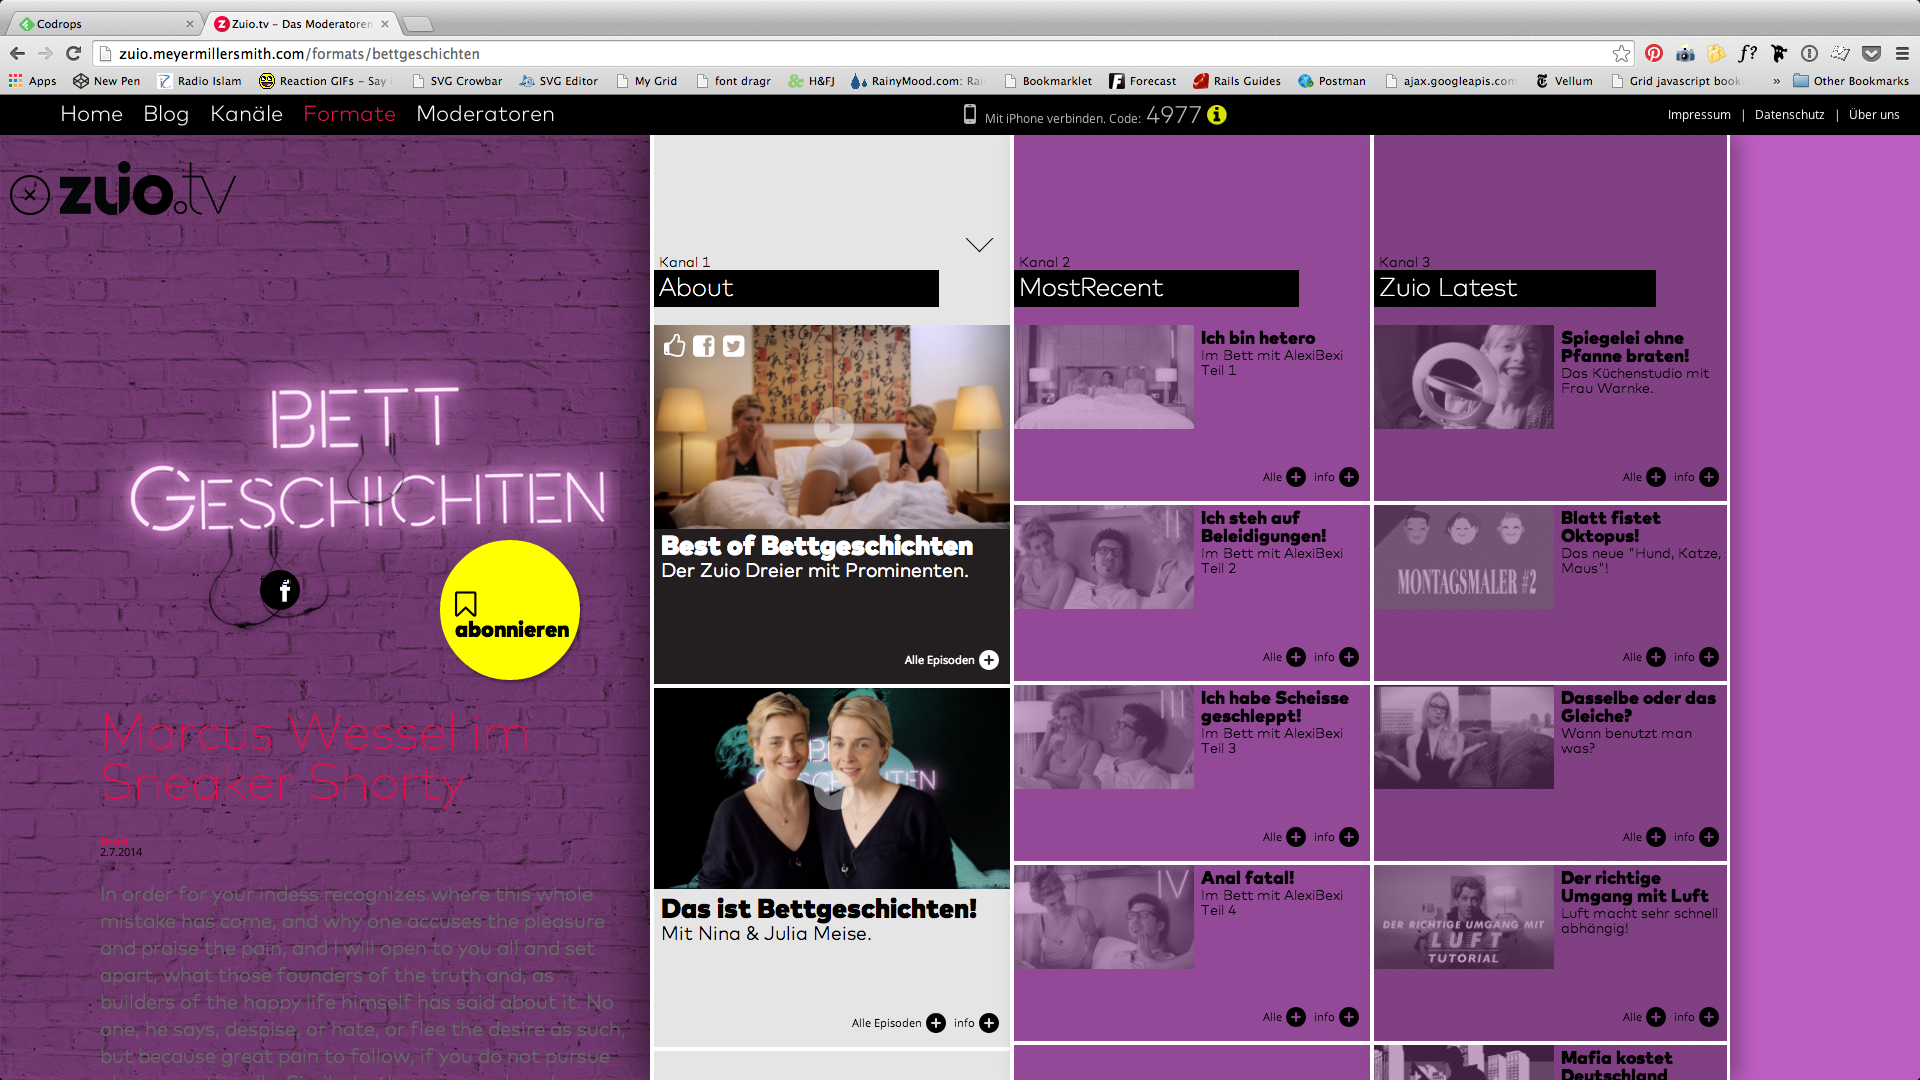 Codrops
Zuio.tv – Das Moderatoren
zuio.meyermillersmith.com/formats/bettgeschichten
Apps
New Pen
Radio Islam
Reaction GIFs – Say
SVG Crowbar
SVG Editor
My Grid
font dragr
H&FJ
RainyMood.com: Rai
Bookmarklet
Forecast
Rails Guides
Postman
ajax.googleapis.com
Vellum
Grid javascript book
»
Other Bookmarks
Home
Blog
Kanäle
Formate
Moderatoren
Mit iPhone verbinden. Code: 4977
Impressum | Datenschutz | Über uns
zuio.tv
BETT
GESCHICHTEN
abonnieren
Marcus Wessel im
Sneaker Shorty
Draft
2.7.2014
In order for your indess recognizes where this whole
mistake has come, and why one accuses the pleasure
and praise the pain, and I will open to you all and set
apart, what those founders of the truth and, as
builders of the happy life himself has said about it. No
one, he says, despise, or hate, or flee the desire as such,
but because great pain to follow, if you do not pursue
Kanal 1
About
Best of Bettgeschichten
Der Zuio Dreier mit Prominenten.
Alle Episoden
GESCHICHTEN
Das ist Bettgeschichten!
Mit Nina & Julia Meise.
Alle Episoden
info
Kanal 2
MostRecent
Ich bin hetero
Im Bett mit AlexiBexi
Teil 1
Alle
info
Ich steh auf
Beleidigungen!
Im Bett mit AlexiBexi
Teil 2
Alle
info
Ich habe Scheisse
geschleppt!
Im Bett mit AlexiBexi
Teil 3
Alle
info
IV
Anal fatal!
Im Bett mit AlexiBexi
Teil 4
Alle
info
Kanal 3
Zuio Latest
Spiegelei ohne
Pfanne braten!
Das Küchenstudio mit
Frau Warnke.
Alle
info
MONTAGSMALER #2
Blatt fistet
Oktopus!
Das neue "Hund, Katze,
Maus"!
Alle
info
Dasselbe oder das
Gleiche?
Wann benutzt man
was?
Alle
info
DER RICHTIGE UMGANG MIT
LUFT
TUTORIAL
Der richtige
Umgang mit Luft
Luft macht sehr schnell
abhängig!
Alle
info
Mafia kostet
Deutschland